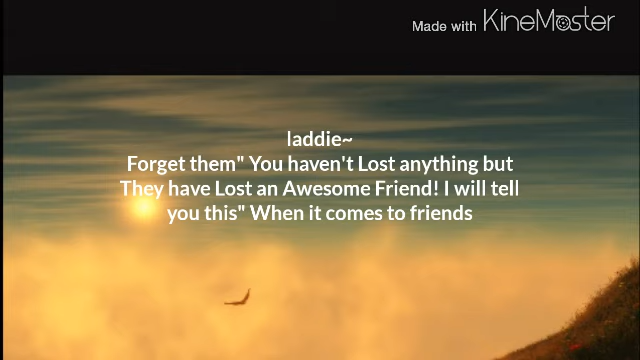 Made with KineMaster
laddie~
Forget them" You haven't Lost anything but
They have Lost an Awesome Friend! I will tell
you this" When it comes to friends